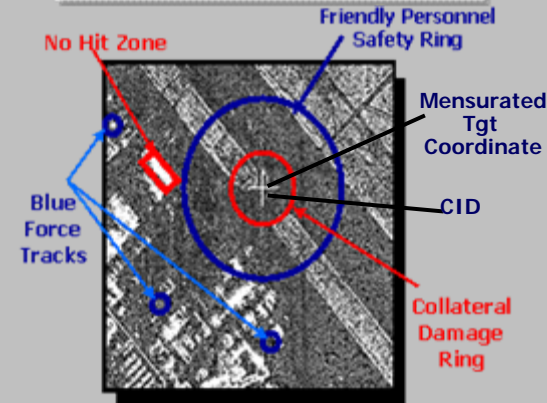 Friendly Personnel
Safety Ring
No Hit Zone
Mensurated
Tgt
Coordinate
CID
Blue
Force
Tracks
Collateral
Damage
Ring